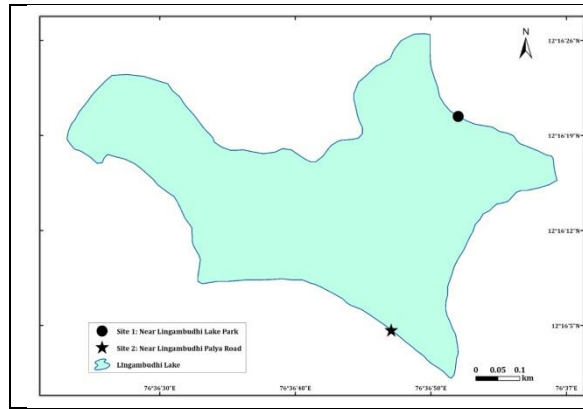 N
12°16'26"N
12°16'19"N
12°16'12"N
12°16'5"N
Site 1: Near Lingambudhi Lake Park
Site 2: Near Lingambudhi Palya Road
LIngambudhi Lake
0 0.05 0.1
km
76°36'30"E
76°36'40"E
76°36'50"E
76°37'E